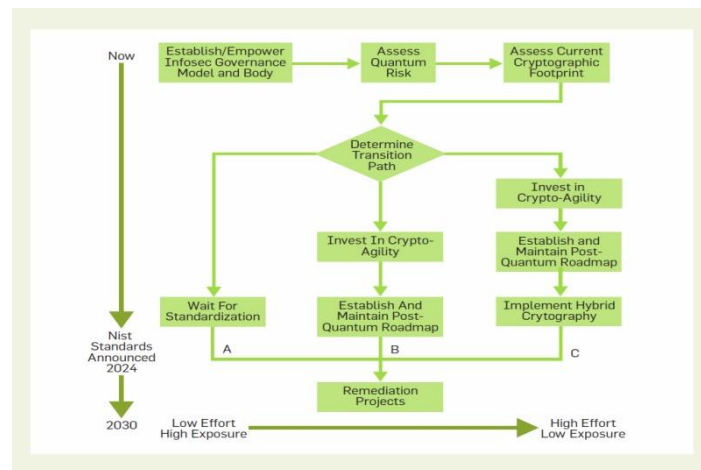 Now
Establish/Empower
Infosec Governance
Model and Body
Assess
Quantum
Risk
Assess Current
Cryptographic
Footprint
Determine
Transition
Path
Invest in
Crypto-Agility
Invest In Crypto-
Agility
Establish and
Maintain Post-
Quantum Roadmap
Wait For
Standardization
Establish And
Maintain Post-
Quantum Roadmap
Implement Hybrid
Crytography
A
B
C
Nist
Standards
Announced
2024
Remediation
Projects
2030
Low Effort
High Exposure
High Effort
Low Exposure